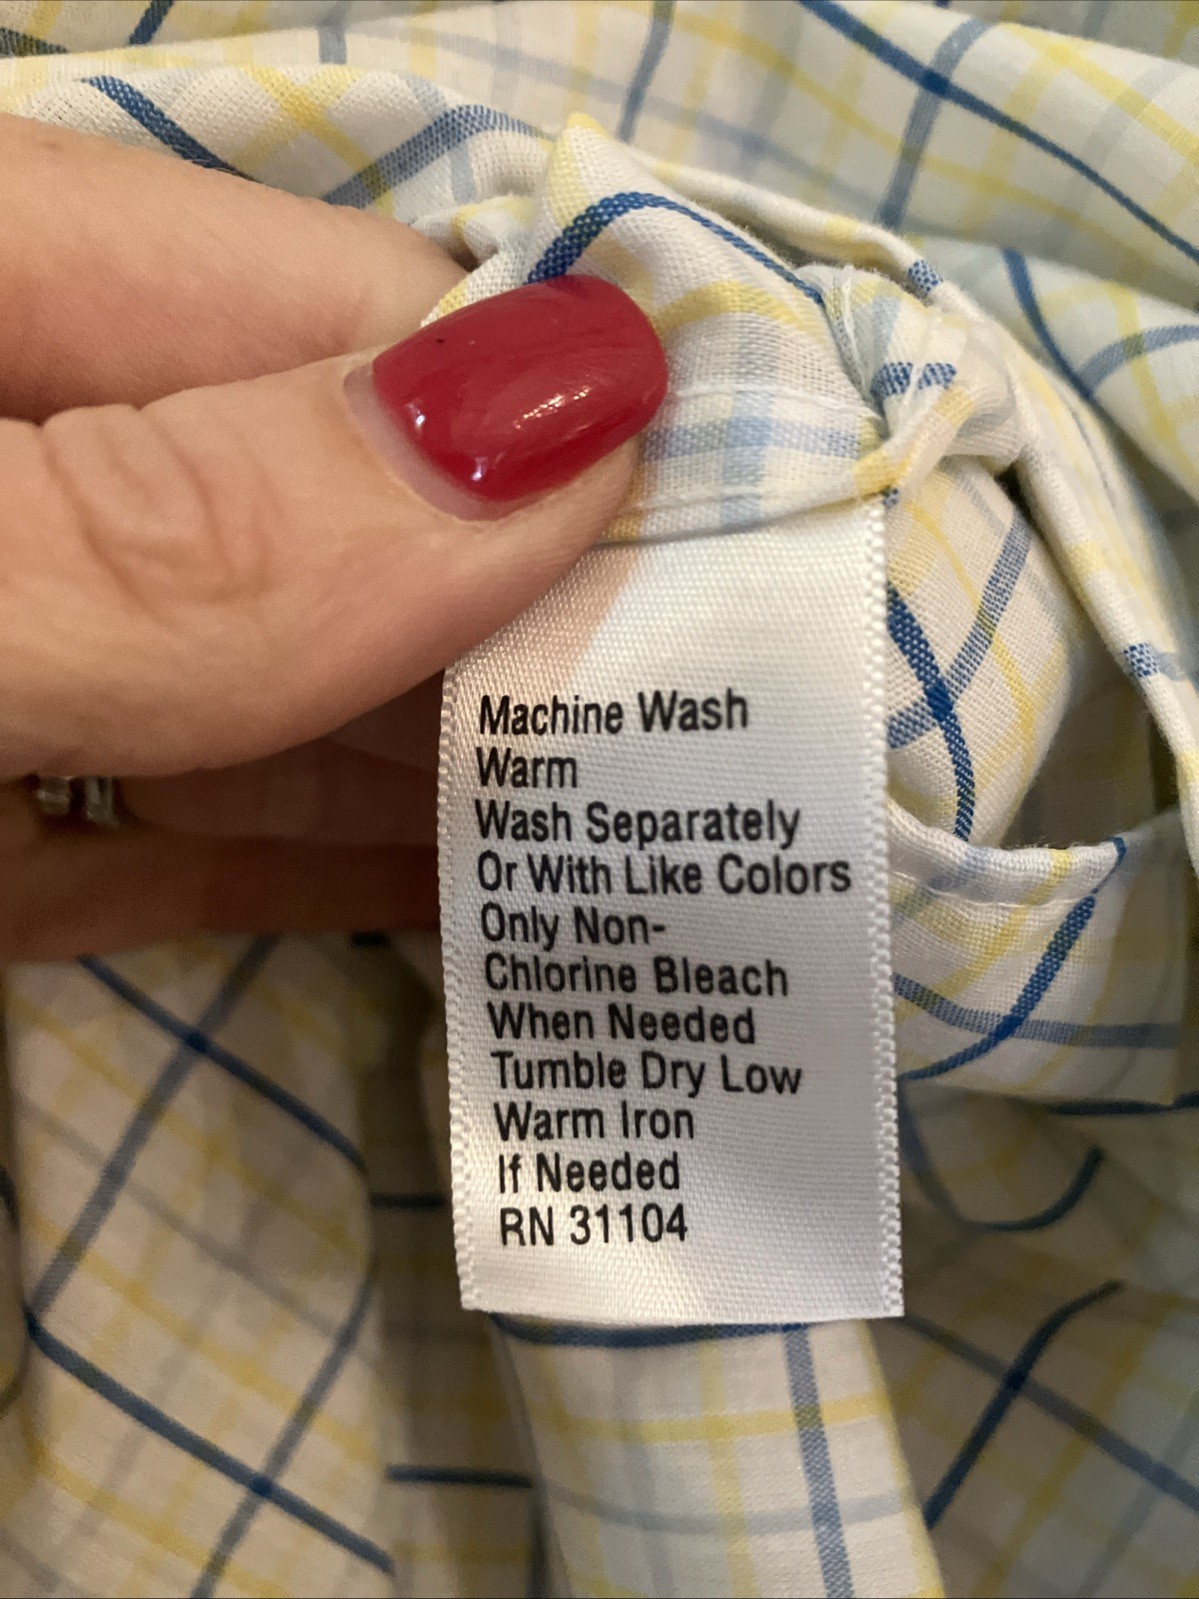 Machine Wash
Warm
Wash Separately
Or With Like Colors
Only Non-
Chlorine Bleach
When Needed
Tumble Dry Low
Warm Iron
If Needed
RN 31104